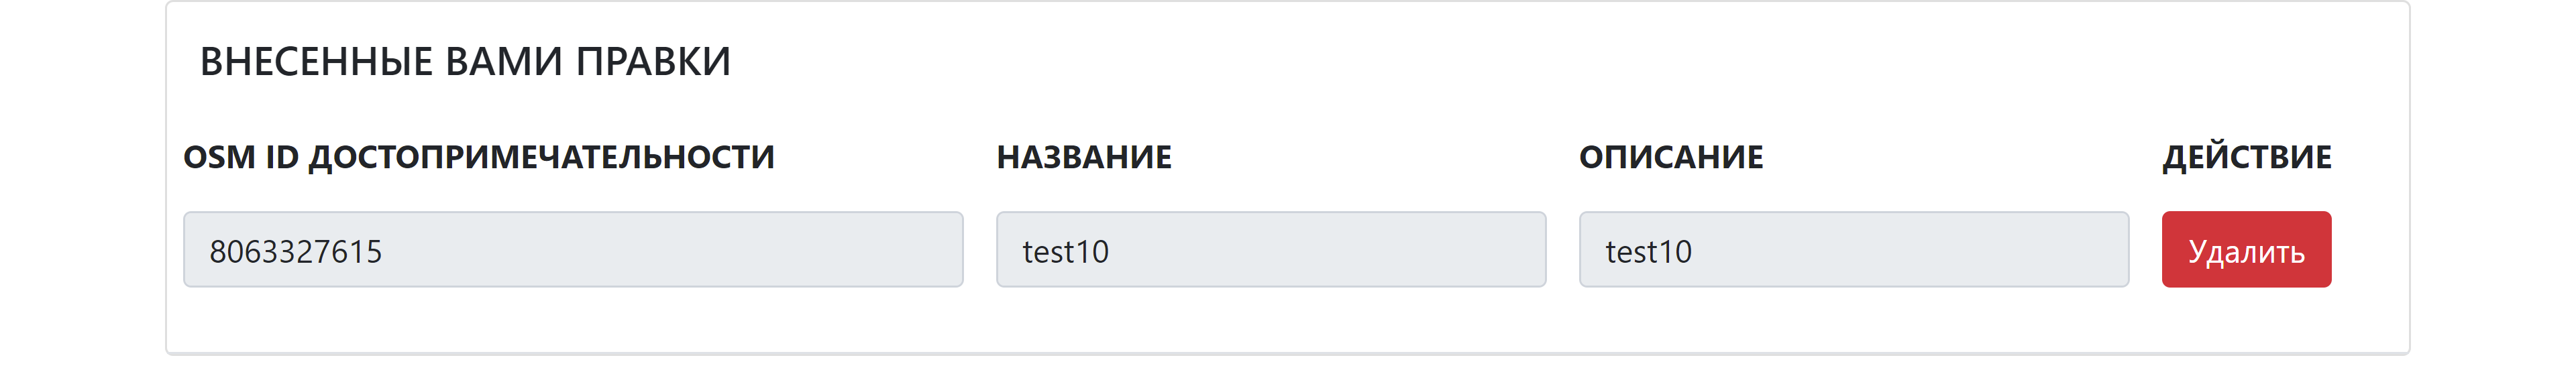 ВНЕСЕННЫЕ ВАМИ ПРАВКИ
OSM ID ДОСТОПРИМЕЧАТЕЛЬНОСТИ НАЗВАНИЕ ОПИСАНИЕ ДЕЙСТВИЕ
8063327615 test10 test10 Удалить